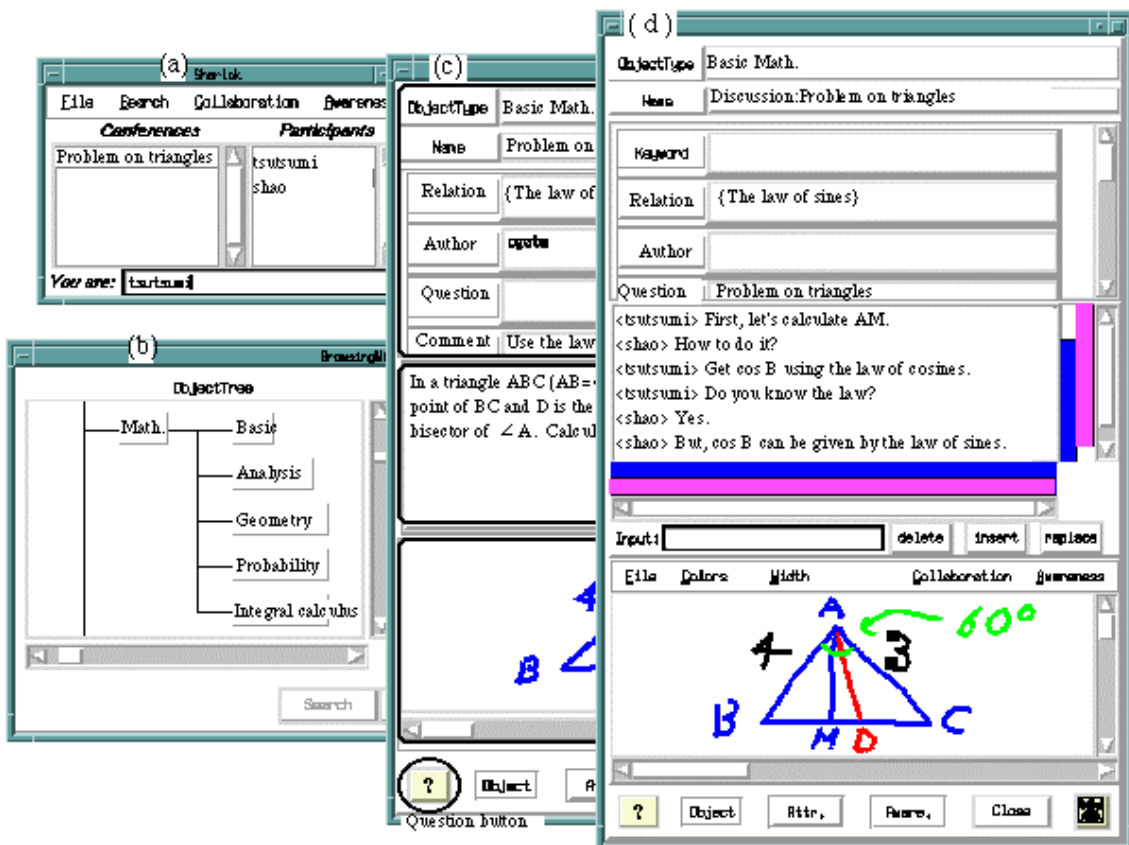 (a)
Sherlok
File Search Collaboration Awarenes
Conferences Participants
Problem on triangles
tsutsumi
shao
You are: tsutsumi
(b)
ObjectTree
Math.
Basic
Analysis
Geometry
Probability
Integral calculus
Search
(c)
ObjectType Basic Math.
Name Problem on
Relation {The law of
Author
Question
Comment Use the law
In a triangle ABC (AB=
point of BC and D is the
bisector of ∠A. Calcul
B
?
Object
Question button
(d)
ObjectType Basic Math.
Name Discussion:Problem on triangles
Keyword
Relation {The law of sines}
Author
Question Problem on triangles
<tsutsumi> First, let's calculate AM.
<shao> How to do it?
<tsutsumi> Get cos B using the law of cosines.
<tsutsumi> Do you know the law?
<shao> Yes.
<shao> But, cos B can be given by the law of sines.
Input: delete insert replace
File Colors Width Collaboration Awareness
A 60°
4 3
B M D C
? Object Attr. Aware. Close